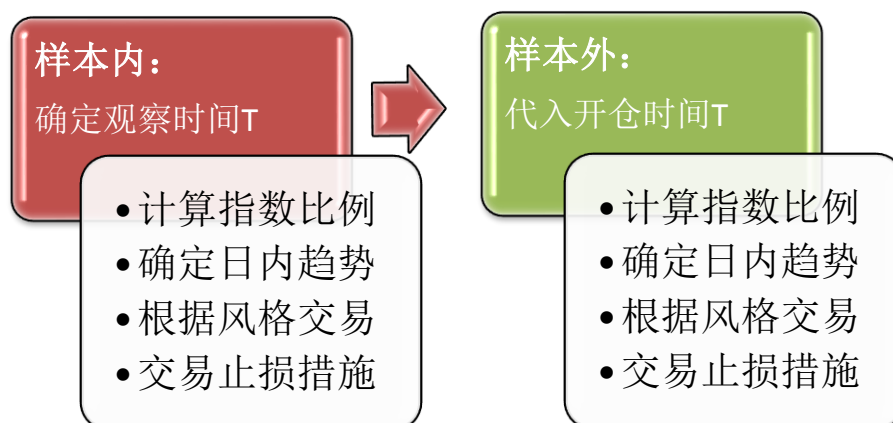 样本内：
确定观察时间T
•计算指数比例
•确定日内趋势
•根据风格交易
•交易止损措施
样本外：
代入开仓时间T
•计算指数比例
•确定日内趋势
•根据风格交易
•交易止损措施